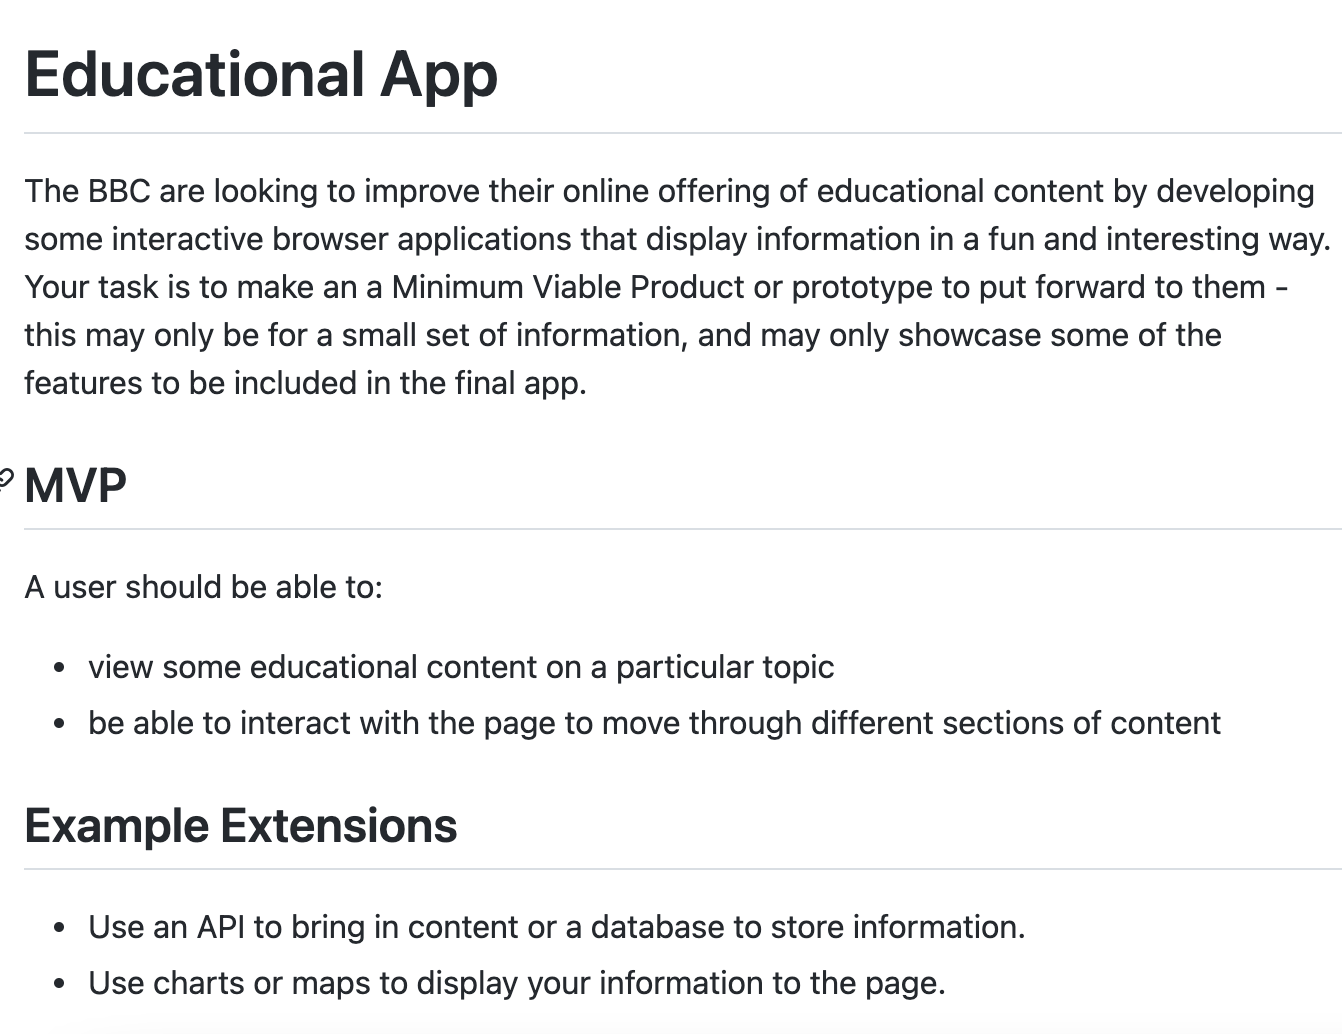 Educational App
The BBC are looking to improve their online offering of educational content by developing
some interactive browser applications that display information in a fun and interesting way.
Your task is to make an a Minimum Viable Product or prototype to put forward to them -
this may only be for a small set of information, and may only showcase some of the
features to be included in the final app.
MVP
A user should be able to:
• view some educational content on a particular topic
• be able to interact with the page to move through different sections of content
Example Extensions
• Use an API to bring in content or a database to store information.
• Use charts or maps to display your information to the page.